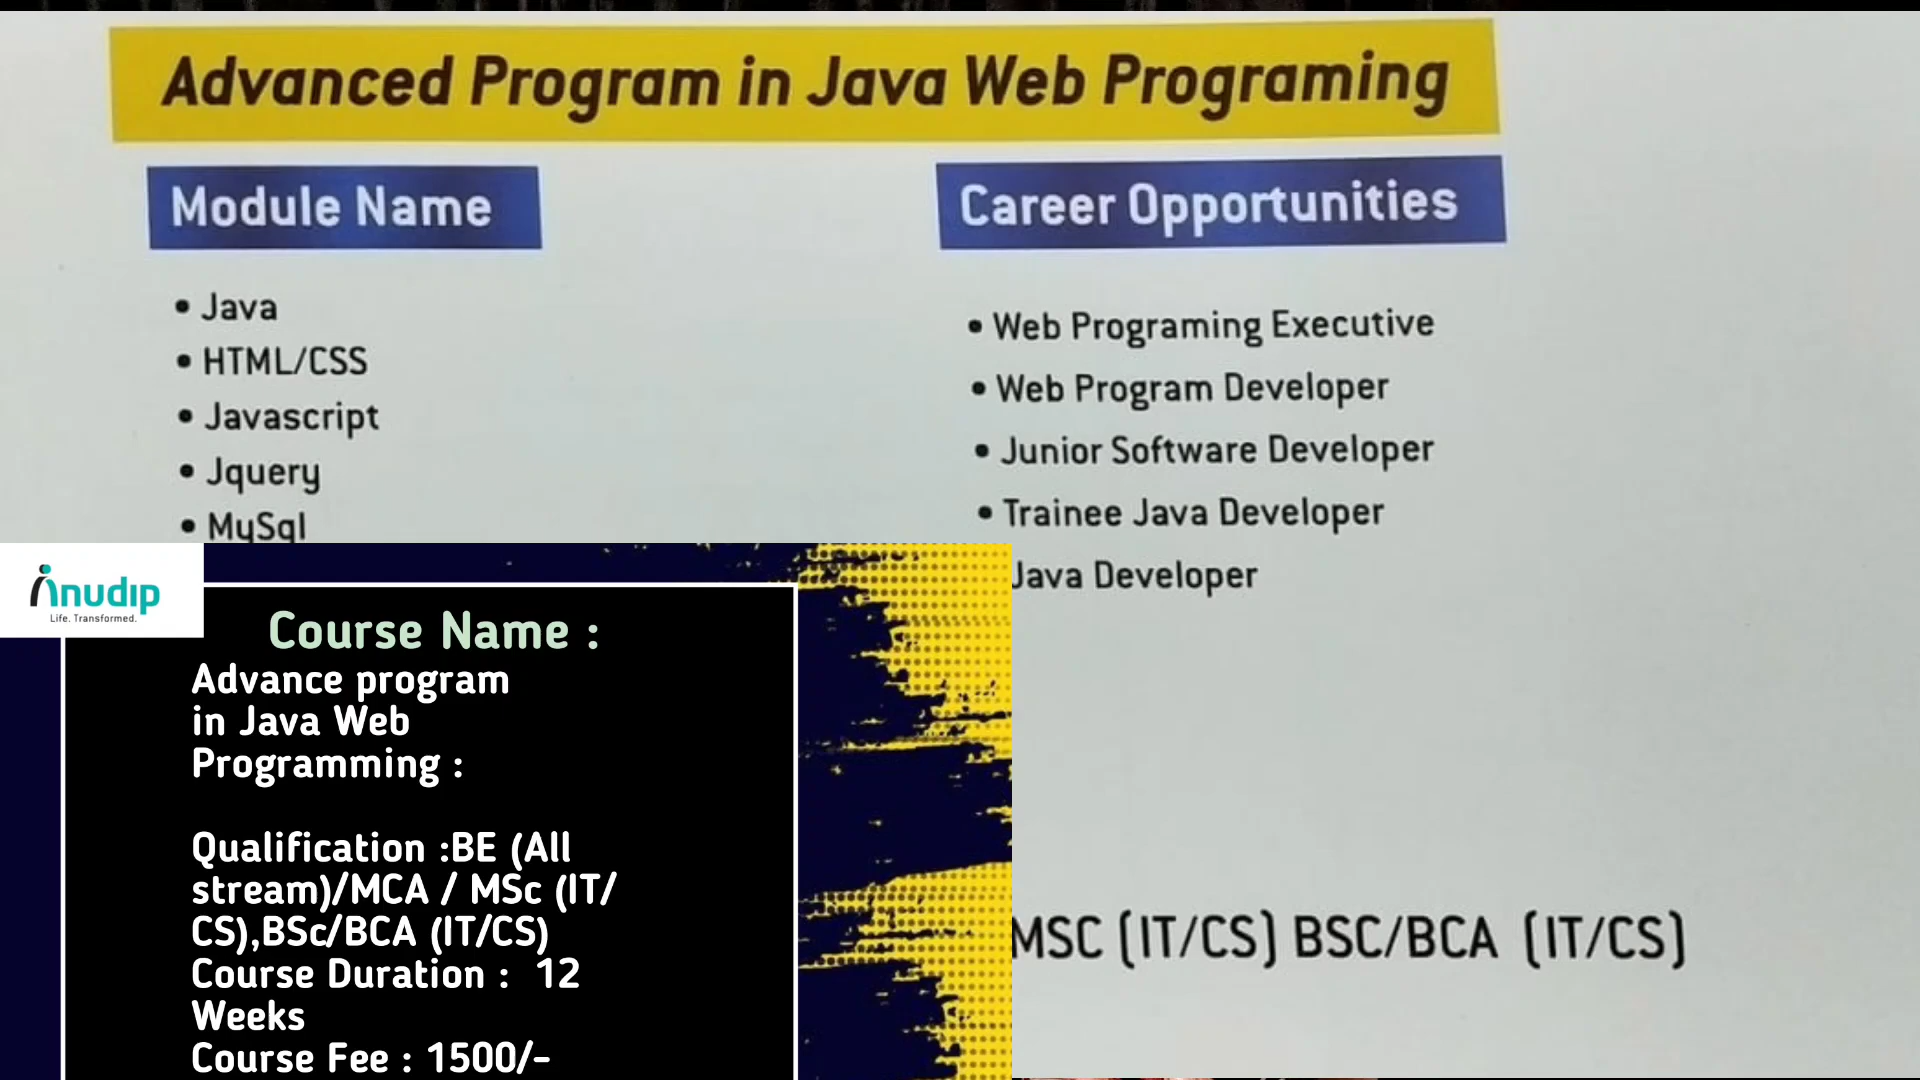 Advanced Program in Java Web Programing
Module Name
• Java
• HTML/CSS
• Javascript
• Jquery
• MySql
Career Opportunities
• Web Programing Executive
• Web Program Developer
• Junior Software Developer
• Trainee Java Developer
Java Developer
MSC (IT/CS) BSC/BCA (IT/CS)
anudip
Life. Transformed.
Course Name :
Advance program
in Java Web
Programming :
Qualification :BE (All
stream)/MCA / MSc (IT/
CS),BSc/BCA (IT/CS)
Course Duration : 12
Weeks
Course Fee : 1500/-